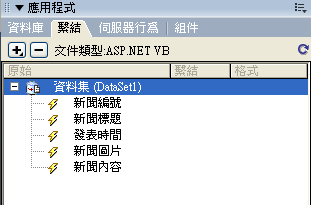 應用程式
資料庫 繫結 伺服器行為 組件
文件類型:ASP.NET VB
原始 繫結 格式
資料集 (DataSet1)
新聞編號
新聞標題
發表時間
新聞圖片
新聞內容